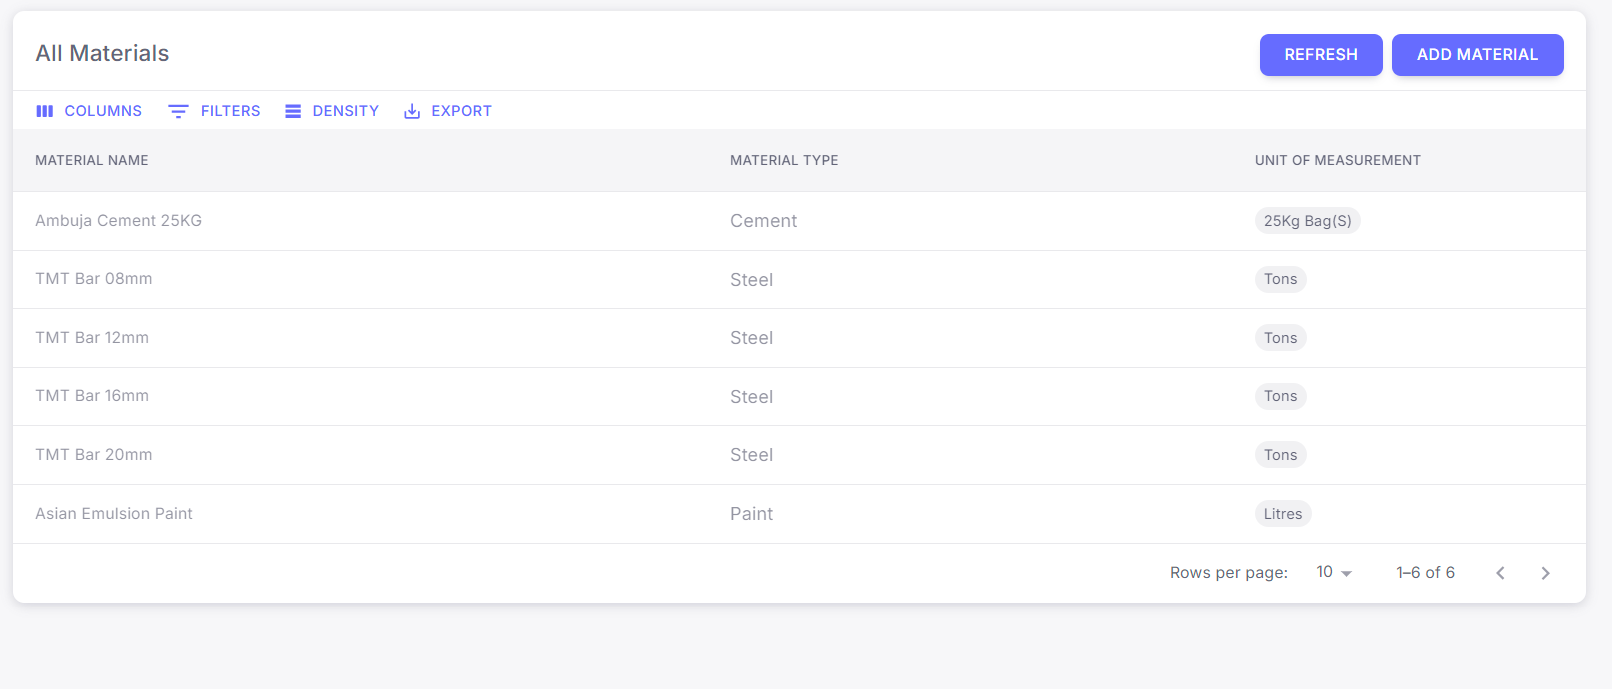 All Materials
REFRESH ADD MATERIAL
COLUMNS FILTERS DENSITY EXPORT
MATERIAL NAME MATERIAL TYPE UNIT OF MEASUREMENT
Ambuja Cement 25KG Cement 25Kg Bag(S)
TMT Bar 08mm Steel Tons
TMT Bar 12mm Steel Tons
TMT Bar 16mm Steel Tons
TMT Bar 20mm Steel Tons
Asian Emulsion Paint Paint Litres
Rows per page: 10 1–6 of 6